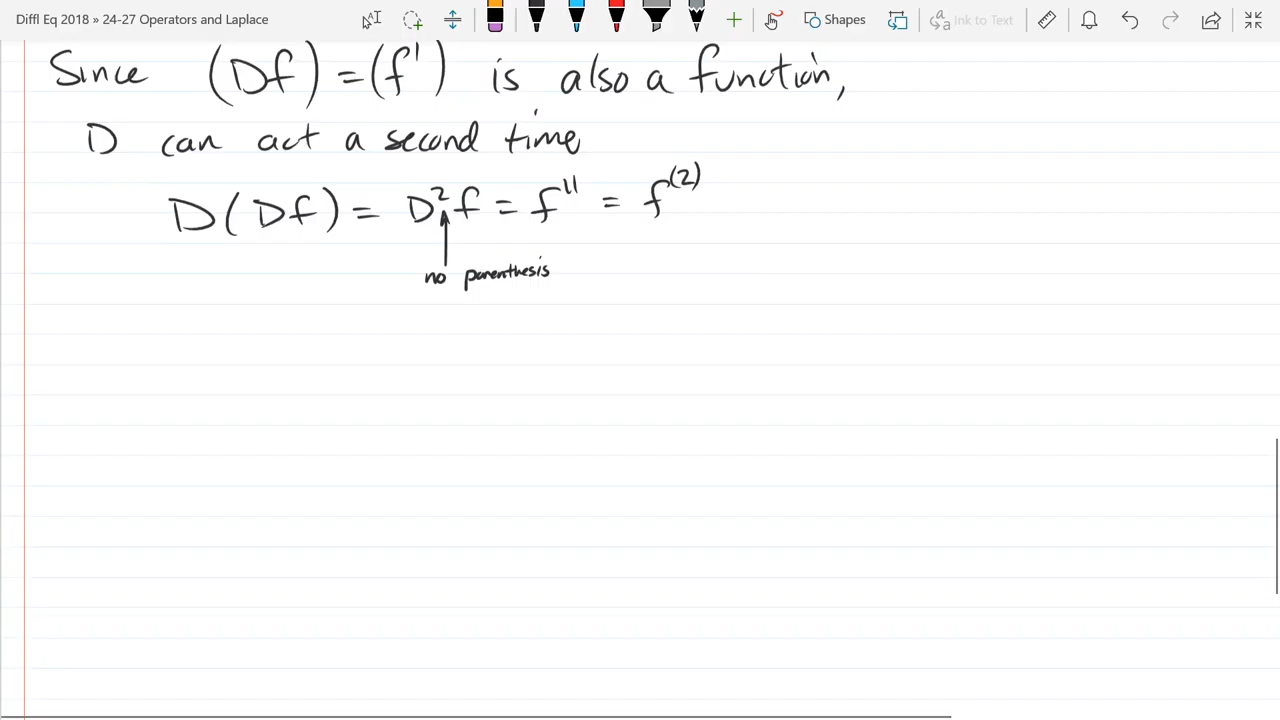 Diffl Eq 2018 » 24-27 Operators and Laplace
Shapes
Ink to Text
Since (Df) = (f') is also a function,
D can act a second time
D(Df) = D²f = f'' = f⁽²⁾
no parenthesis